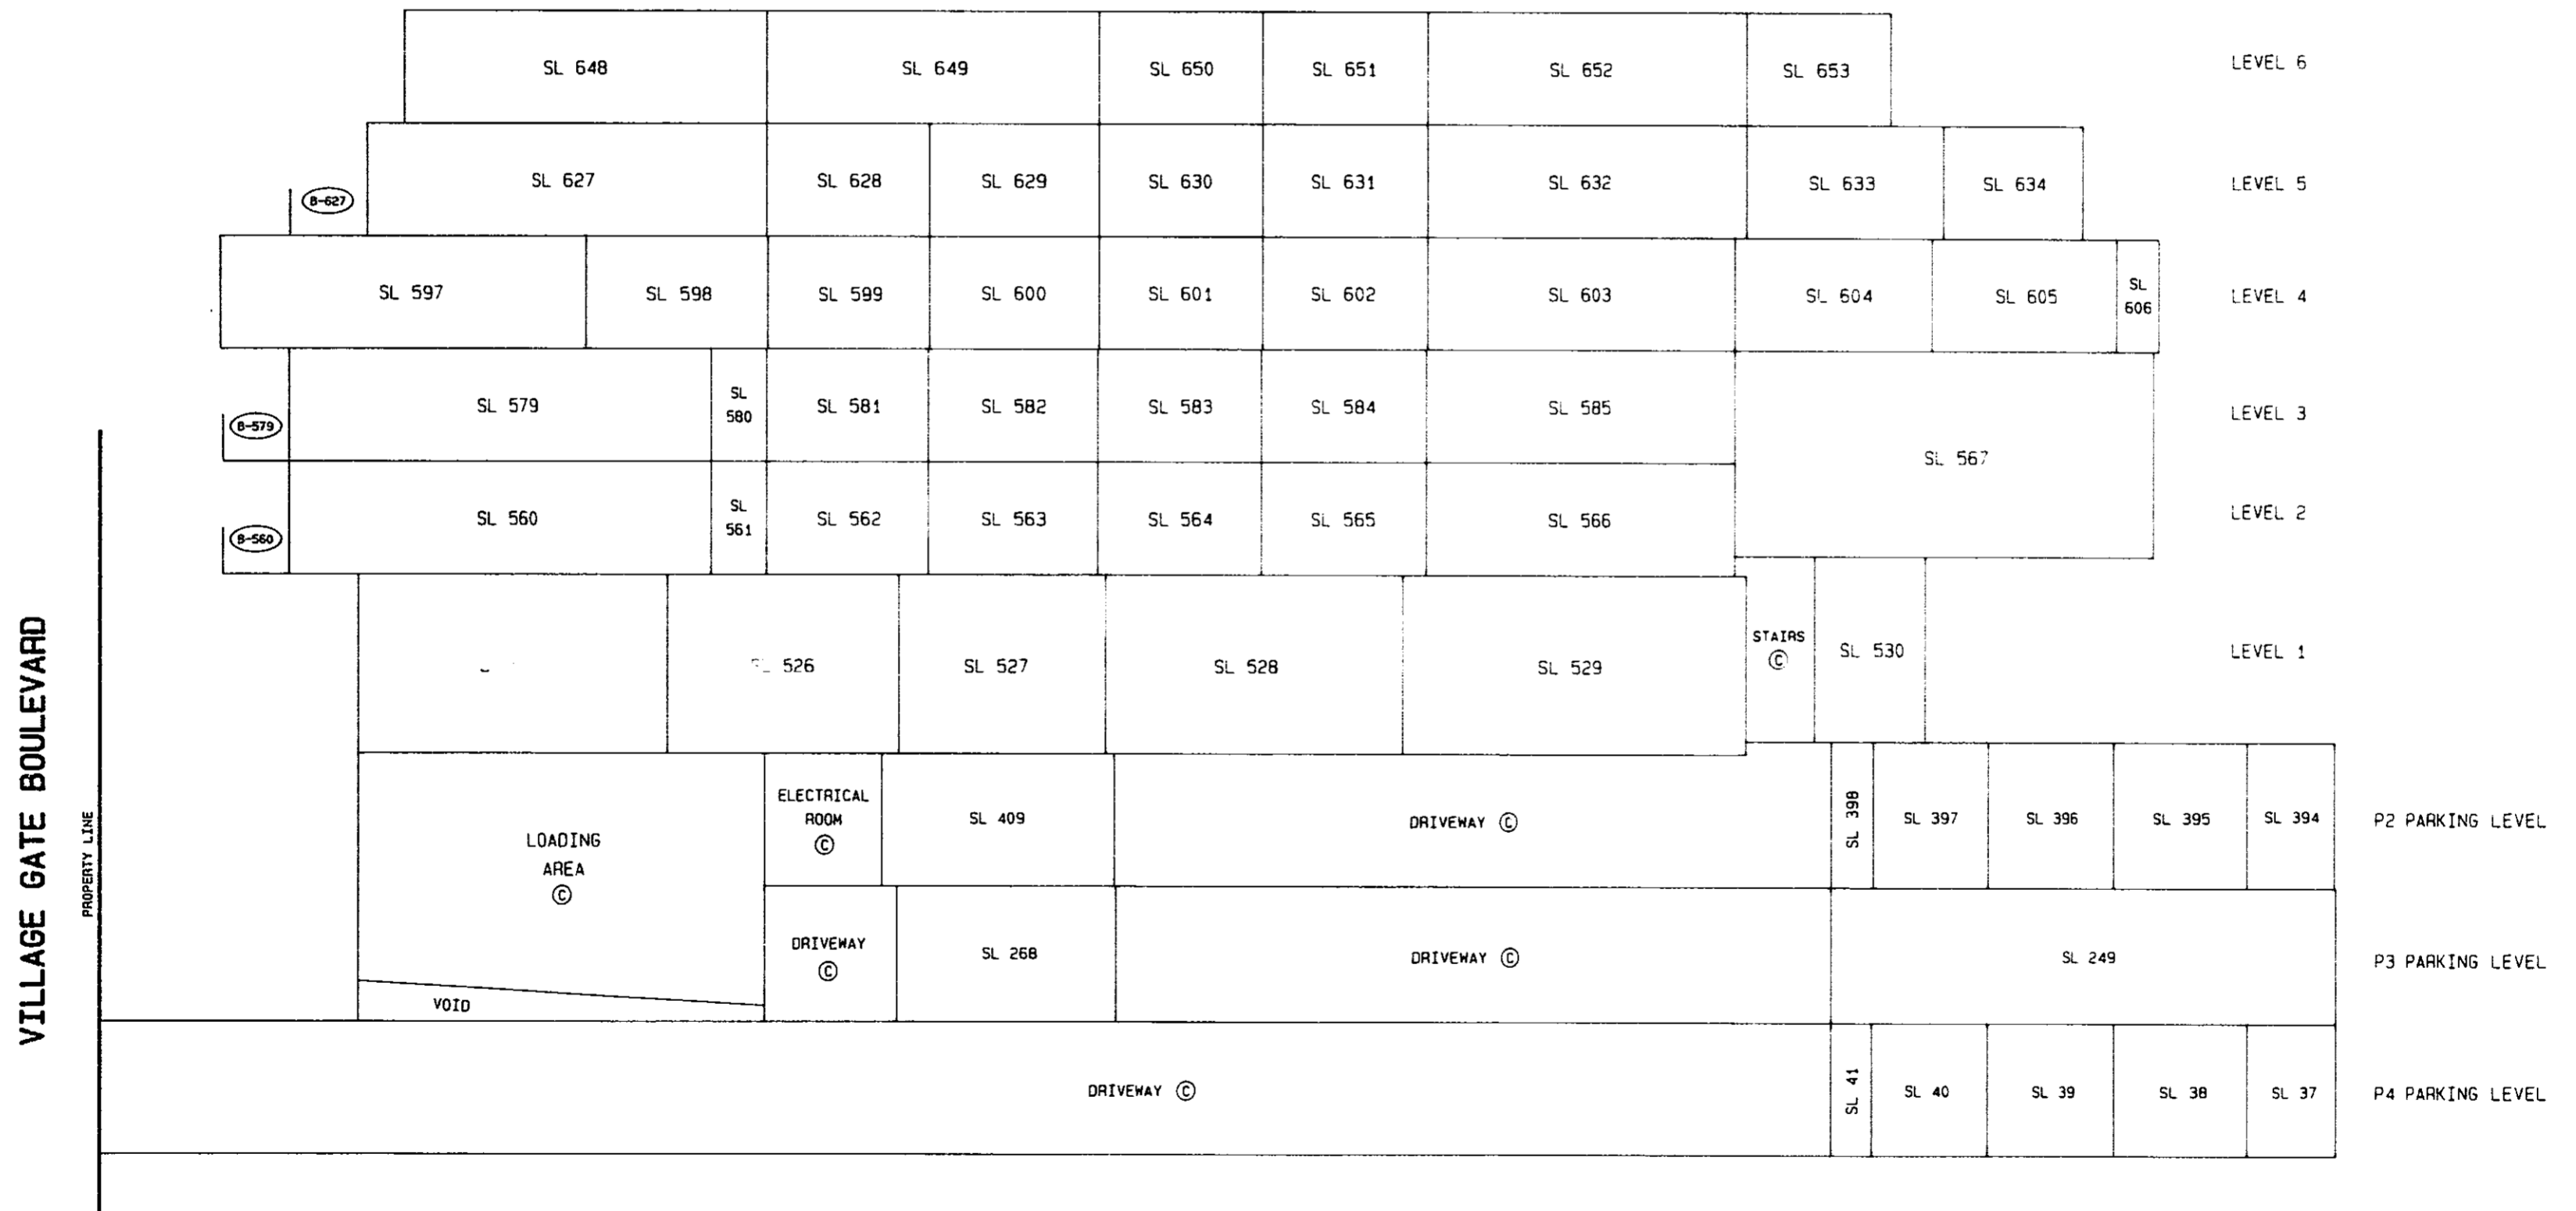 SL 648 SL 649 SL 650 SL 651 SL 652 SL 653 LEVEL 6
B-627 SL 627 SL 628 SL 629 SL 630 SL 631 SL 632 SL 633 SL 634 LEVEL 5
SL 597 SL 598 SL 599 SL 600 SL 601 SL 602 SL 603 SL 604 SL 605 SL 606 LEVEL 4
B-579 SL 579 SL 580 SL 581 SL 582 SL 583 SL 584 SL 585 LEVEL 3
SL 567
B-560 SL 560 SL 561 SL 562 SL 563 SL 564 SL 565 SL 566 LEVEL 2
SL 526 SL 527 SL 528 SL 529 STAIRS © SL 530 LEVEL 1
LOADING
AREA
©
ELECTRICAL
ROOM
©
SL 409 DRIVEWAY © SL 398 SL 397 SL 396 SL 395 SL 394 P2 PARKING LEVEL
VOID
DRIVEWAY
©
SL 268 DRIVEWAY © SL 249 P3 PARKING LEVEL
DRIVEWAY © SL 41 SL 40 SL 39 SL 38 SL 37 P4 PARKING LEVEL
VILLAGE GATE BOULEVARD
PROPERTY LINE